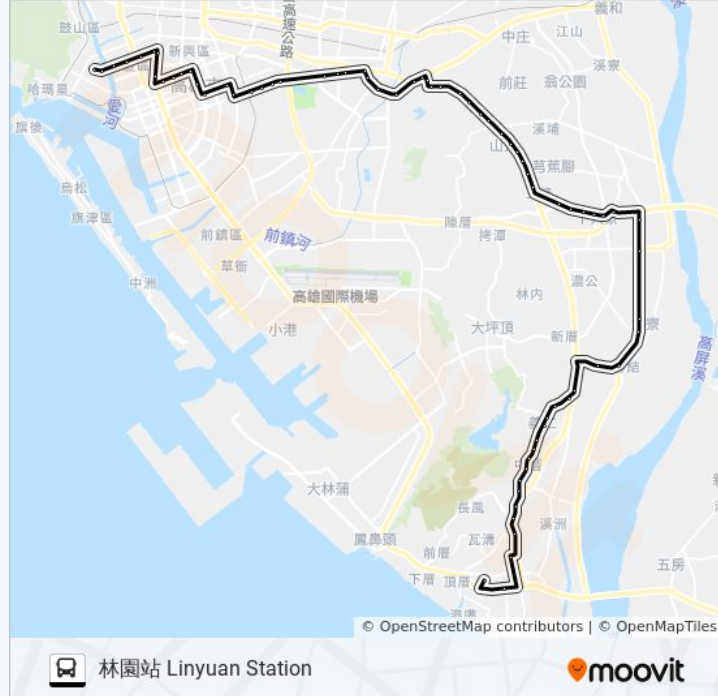 義和
鼓山區
高速公路
中庄
江山
新興區
溪寮
前莊
翁公園
哈瑪星
愛河
旗後
溪埔
芎蕉腳
烏松
旗津區
陳厝
拷潭
前鎮區
前鎮河
草衙
中洲
濃公
高雄國際機場
林内
小港
大坪頂
新厝
高屏溪
大林蒲
長風
溪洲
鳳鼻頭
瓦溝
前厝
五房
下厝
頂厝
© OpenStreetMap contributors | © OpenMapTiles
林園站 Linyuan Station
moovit